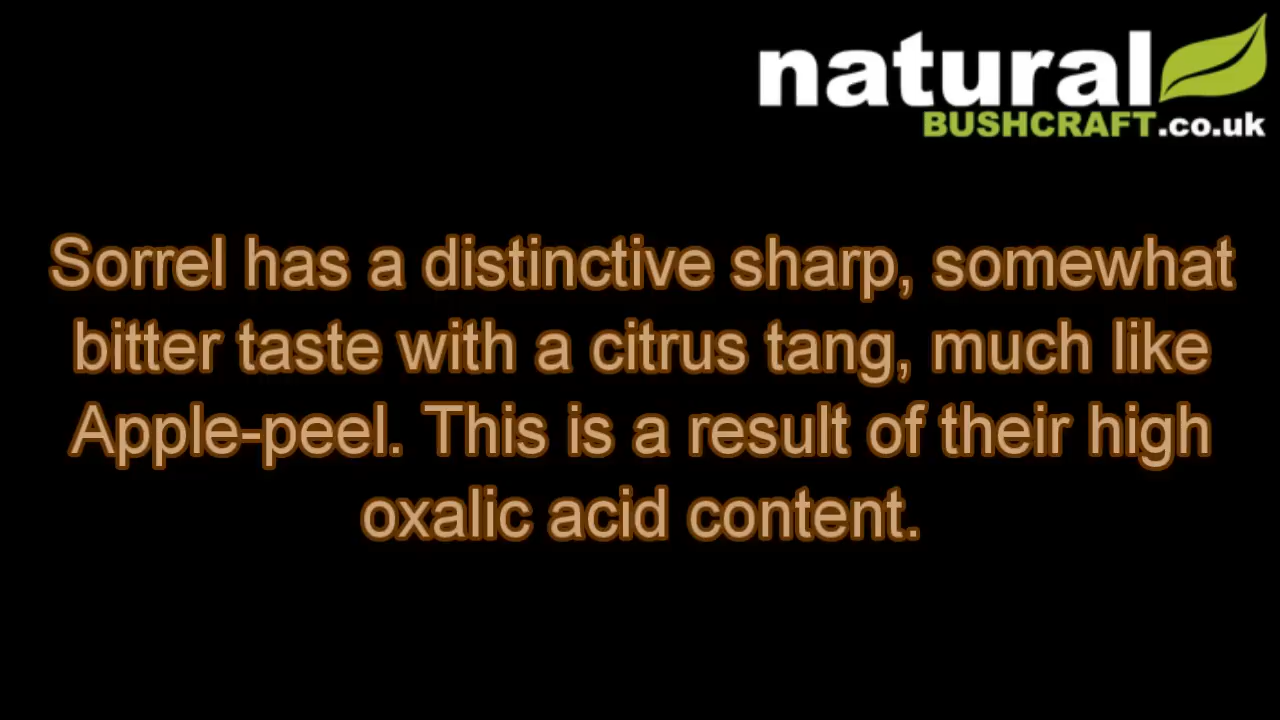 natural
BUSHCRAFT.co.uk
Sorrel has a distinctive sharp, somewhat
bitter taste with a citrus tang, much like
Apple-peel. This is a result of their high
oxalic acid content.